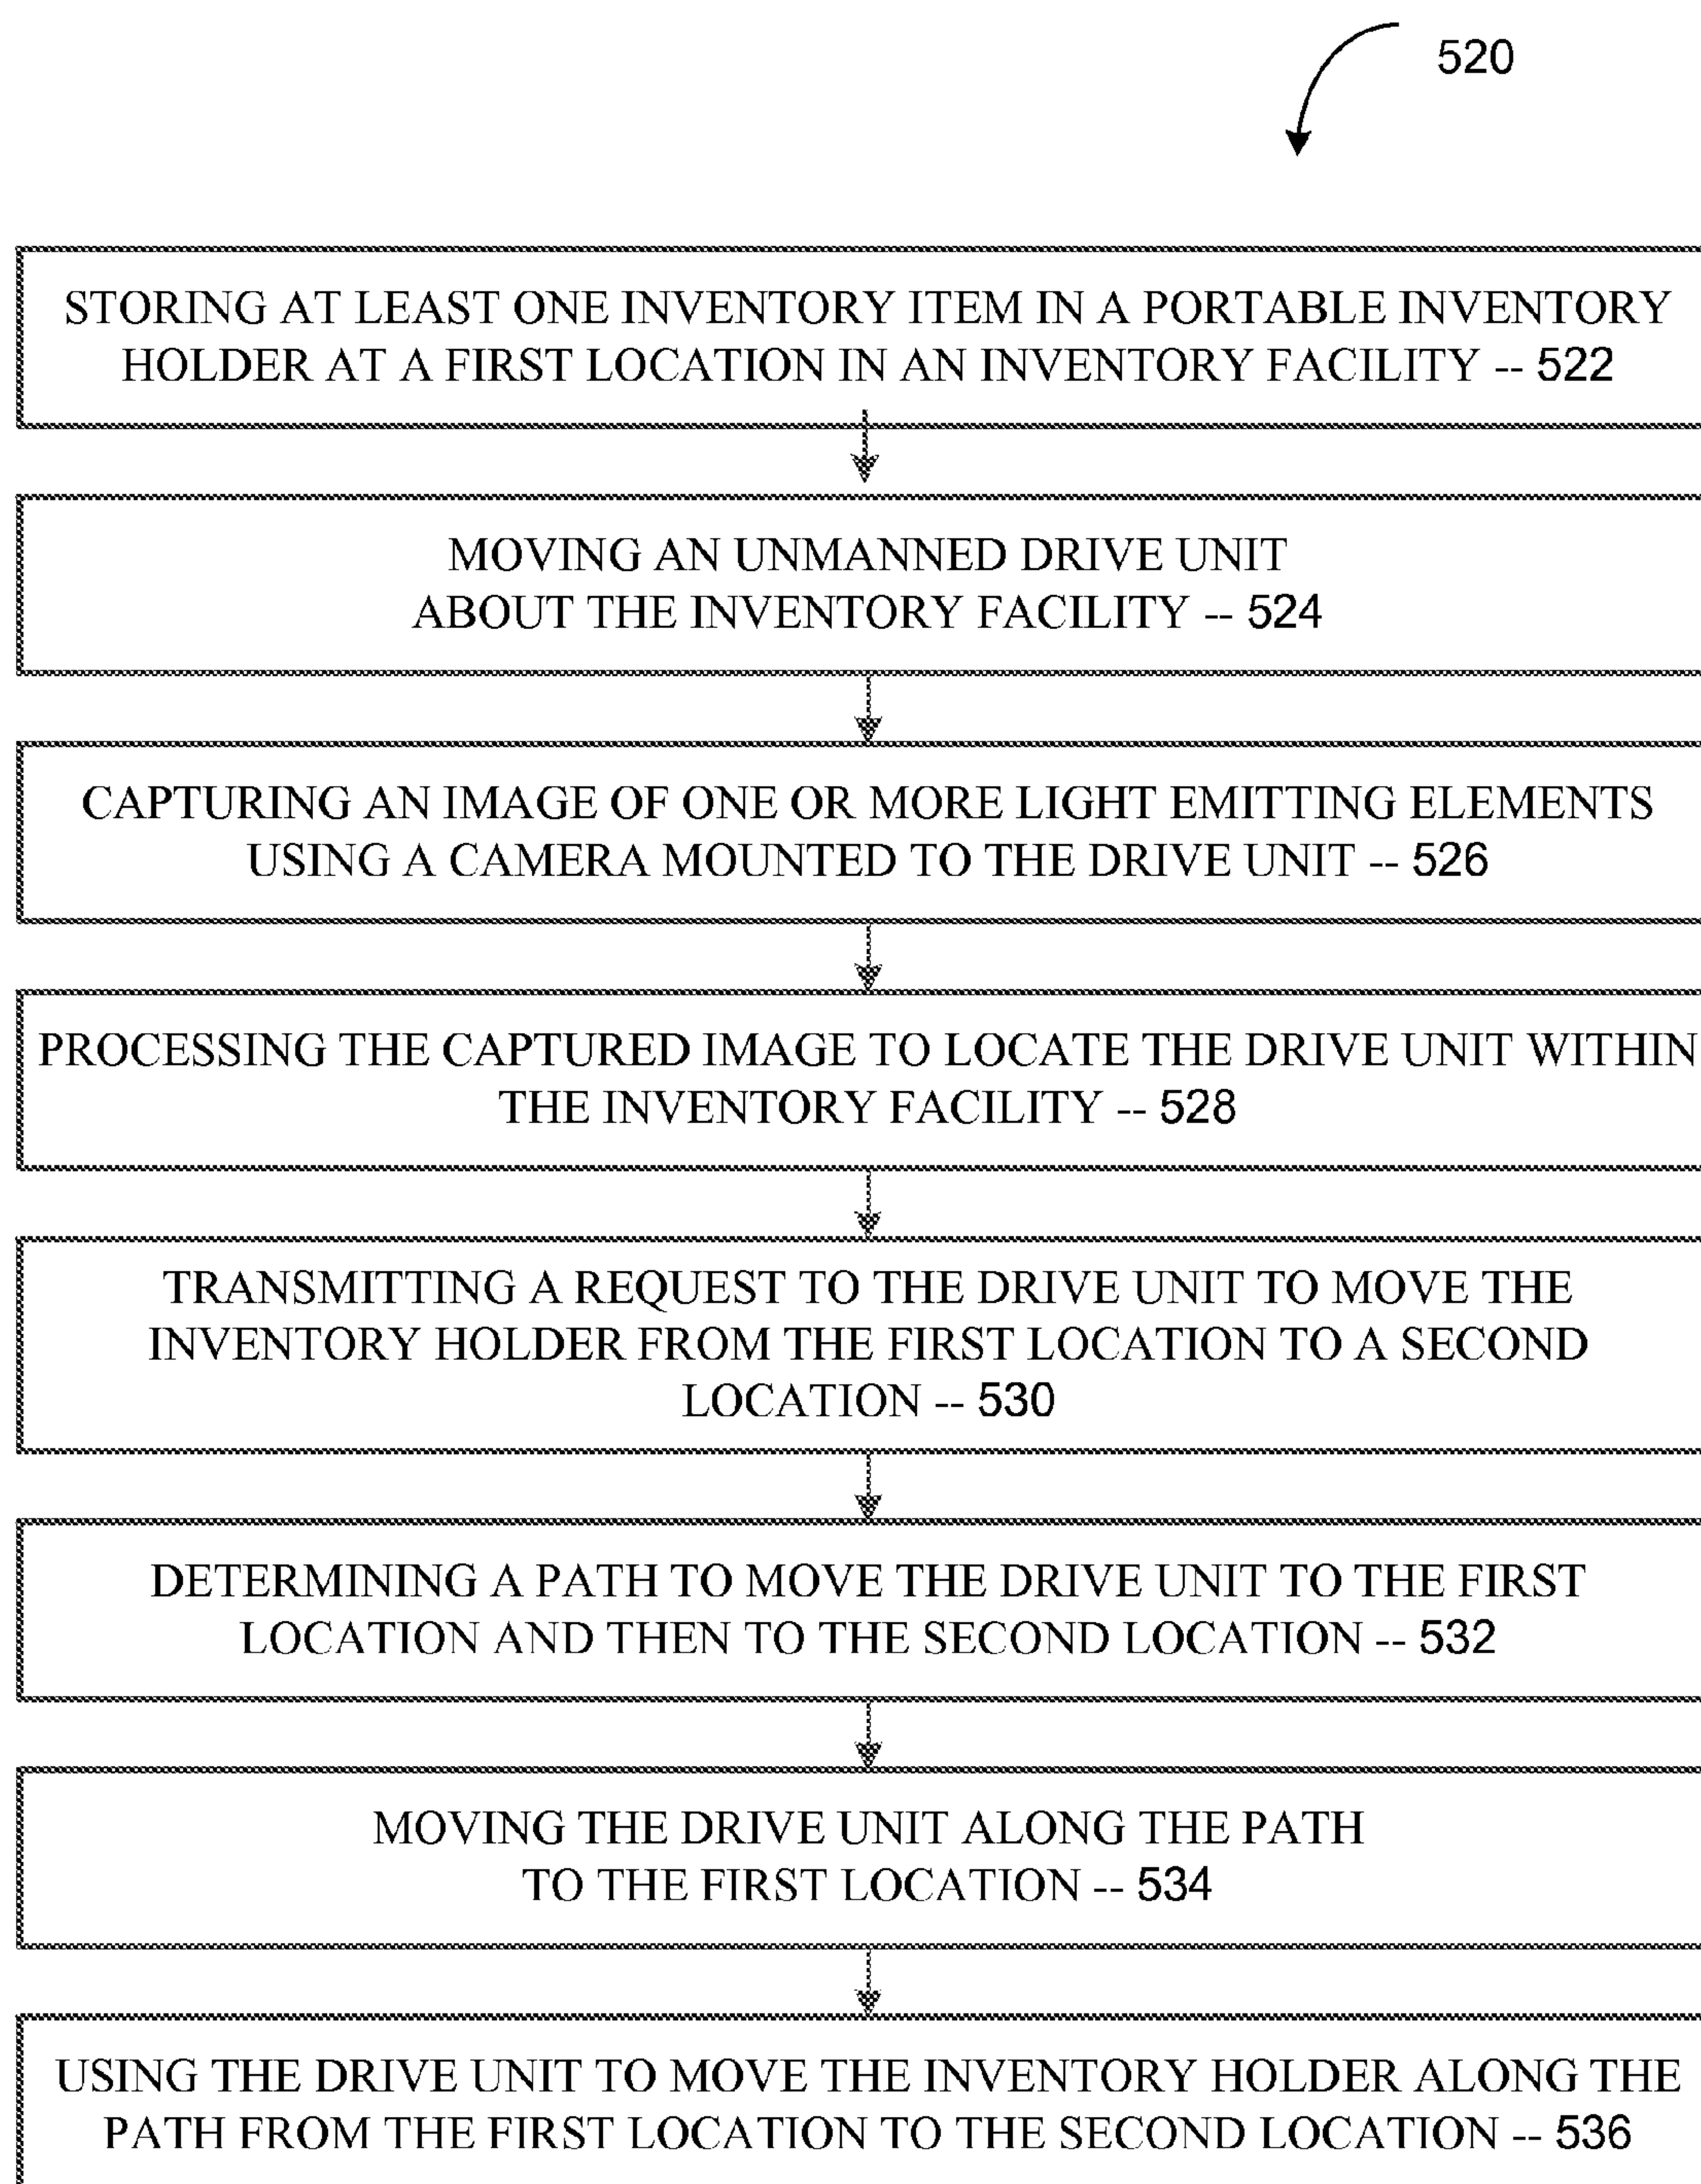 520
STORING AT LEAST ONE INVENTORY ITEM IN A PORTABLE INVENTORY
HOLDER AT A FIRST LOCATION IN AN INVENTORY FACILITY -- 522
MOVING AN UNMANNED DRIVE UNIT
ABOUT THE INVENTORY FACILITY -- 524
CAPTURING AN IMAGE OF ONE OR MORE LIGHT EMITTING ELEMENTS
USING A CAMERA MOUNTED TO THE DRIVE UNIT -- 526
PROCESSING THE CAPTURED IMAGE TO LOCATE THE DRIVE UNIT WITHIN
THE INVENTORY FACILITY -- 528
TRANSMITTING A REQUEST TO THE DRIVE UNIT TO MOVE THE
INVENTORY HOLDER FROM THE FIRST LOCATION TO A SECOND
LOCATION -- 530
DETERMINING A PATH TO MOVE THE DRIVE UNIT TO THE FIRST
LOCATION AND THEN TO THE SECOND LOCATION -- 532
MOVING THE DRIVE UNIT ALONG THE PATH
TO THE FIRST LOCATION -- 534
USING THE DRIVE UNIT TO MOVE THE INVENTORY HOLDER ALONG THE
PATH FROM THE FIRST LOCATION TO THE SECOND LOCATION -- 536